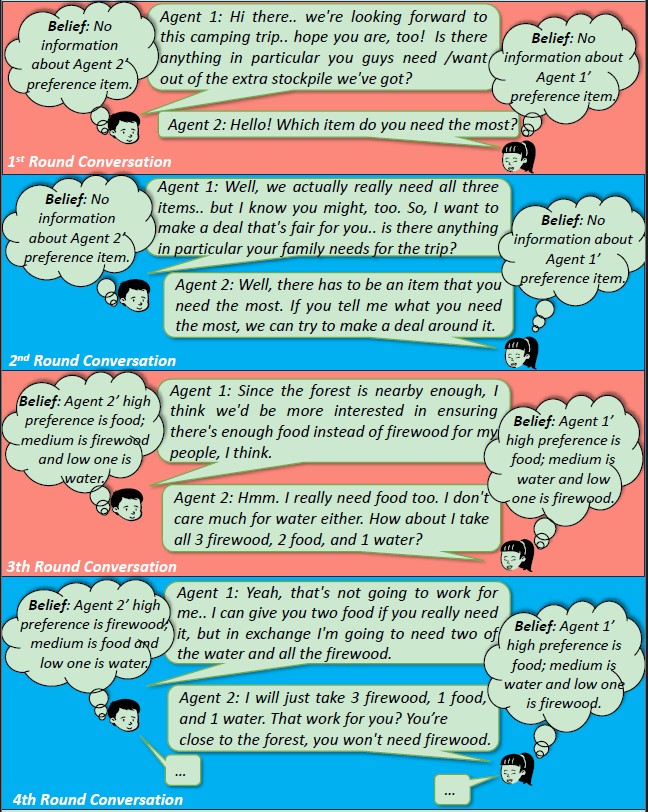 Belief: No
information
about Agent 2’
preference item.
Agent 1: Hi there.. we're looking forward to
this camping trip.. hope you are, too! Is there
anything in particular you guys need /want
out of the extra stockpile we've got?
Belief: No
information about
Agent 1’
preference item.
Agent 2: Hello! Which item do you need the most?
1st Round Conversation
Belief: No
information
about Agent 2’
preference item.
Agent 1: Well, we actually really need all three
items.. but I know you might, too. So, I want to
make a deal that's fair for you.. is there anything
in particular your family needs for the trip?
Belief: No
information about
Agent 1’
preference item.
Agent 2: Well, there has to be an item that you
need the most. If you tell me what you need
the most, we can try to make a deal around it.
2nd Round Conversation
Belief: Agent 2’ high
preference is food;
medium is firewood
and low one is
water.
Agent 1: Since the forest is nearby enough, I
think we'd be more interested in ensuring
there's enough food instead of firewood for my
people, I think.
Belief: Agent 1’
high preference is
food; medium is
water and low
one is firewood.
Agent 2: Hmm. I really need food too. I don't
care much for water either. How about I take
all 3 firewood, 2 food, and 1 water?
3th Round Conversation
Belief: Agent 2’ high
preference is firewood;
medium is food and
low one is water.
Agent 1: Yeah, that's not going to work for
me.. I can give you two food if you really need
it, but in exchange I'm going to need two of
the water and all the firewood.
Belief: Agent 1’
high preference is
food; medium is
water and low one
is firewood.
Agent 2: I will just take 3 firewood, 1 food,
and 1 water. That work for you? You’re
close to the forest, you won't need firewood.
...
...
4th Round Conversation